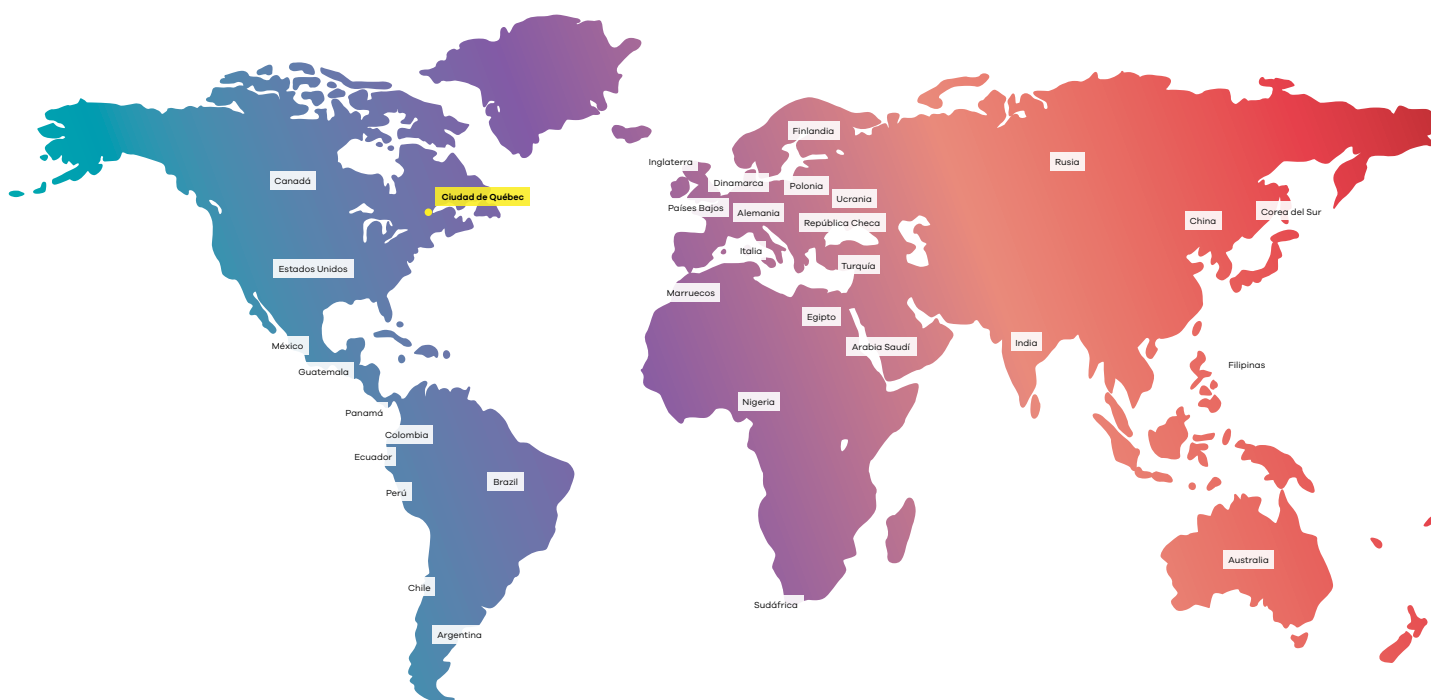 Finlandia
Inglaterra
Rusia
Canadá
Dinamarca
Polonia
Ciudad de Québec
Ucrania
Países Bajos
Alemania
Corea del Sur
China
República Checa
Italia
Turquía
Estados Unidos
Marruecos
Egipto
México
Arabia Saudí
India
Guatemala
Filipinas
Nigeria
Panamá
Colombia
Ecuador
Brazil
Perú
Australia
Chile
Sudáfrica
Argentina